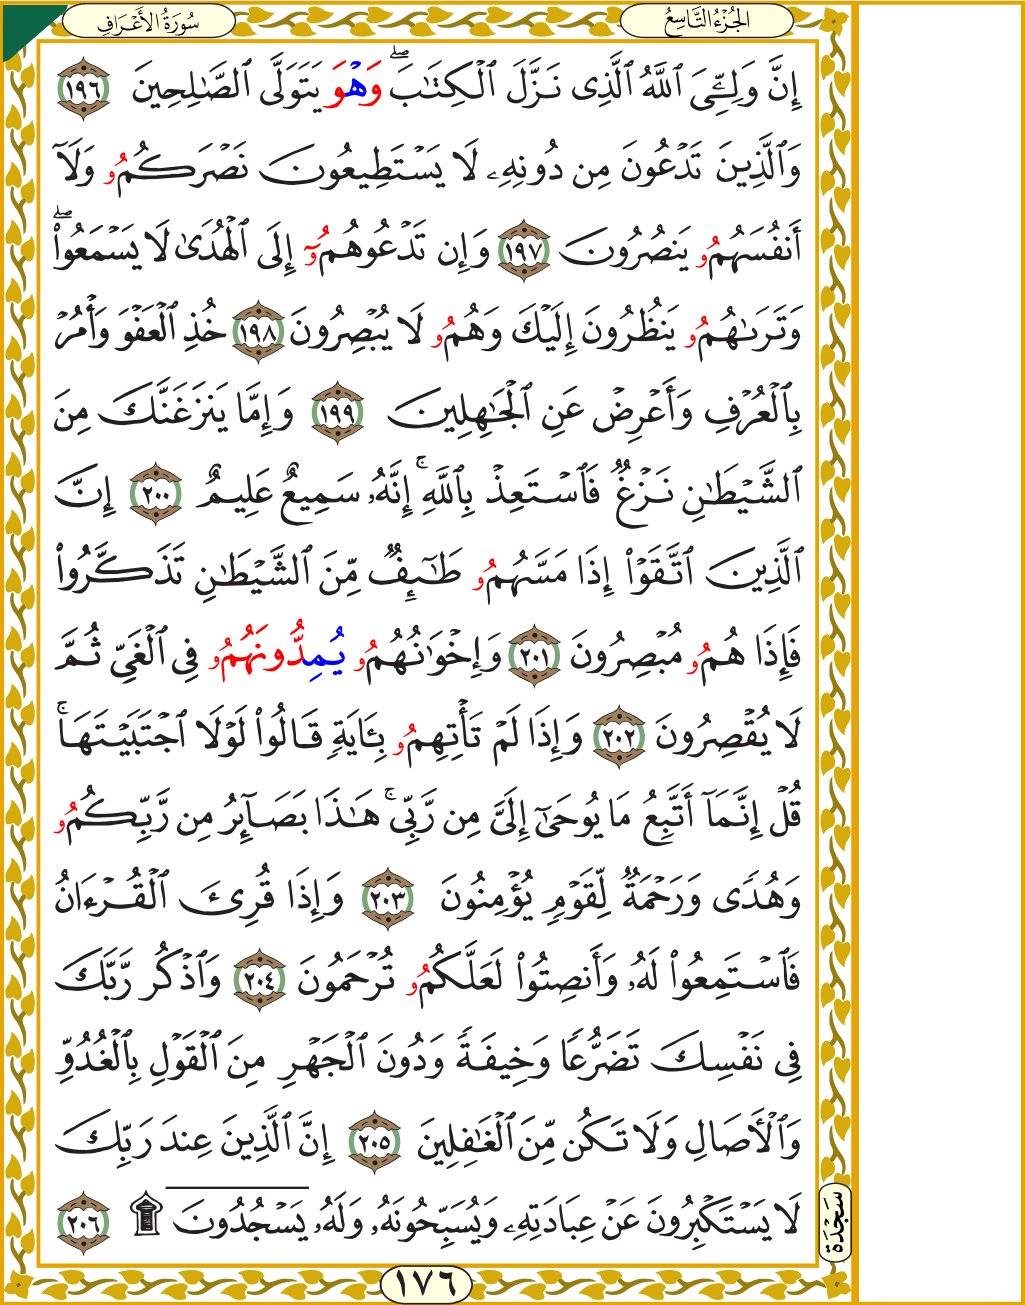 الجُزْءُ التَّاسِعُ
سُورَةُ الأَعْرَافِ
إِنَّ وَلِـِّۧيَ ٱللَّهُ ٱلَّذِى نَزَّلَ ٱلْكِتَٰبَۖ وَهْوَ يَتَوَلَّى ٱلصَّٰلِحِينَ ١٩٦
وَٱلَّذِينَ تَدْعُونَ مِن دُونِهِۦ لَا يَسْتَطِيعُونَ نَصْرَكُمُۥ وَلَآ
أَنفُسَهُمُۥ يَنصُرُونَ ١٩٧ وَإِن تَدْعُوهُمُۥٓ إِلَى ٱلْهُدَىٰ لَا يَسْمَعُوا۟ۖ
وَتَرَىٰهُمُۥ يَنظُرُونَ إِلَيْكَ وَهُمُۥ لَا يُبْصِرُونَ ١٩٨ خُذِ ٱلْعَفْوَ وَأْمُرْ
بِٱلْعُرْفِ وَأَعْرِضْ عَنِ ٱلْجَٰهِلِينَ ١٩٩ وَإِمَّا يَنزَغَنَّكَ مِنَ
ٱلشَّيْطَٰنِ نَزْغٌ فَٱسْتَعِذْ بِٱللَّهِۚ إِنَّهُۥ سَمِيعٌ عَلِيمٌ ٢٠٠ إِنَّ
ٱلَّذِينَ ٱتَّقَوْا۟ إِذَا مَسَّهُمُۥ طَٰٓئِفٌ مِّنَ ٱلشَّيْطَٰنِ تَذَكَّرُوا۟
فَإِذَا هُمُۥ مُبْصِرُونَ ٢٠١ وَإِخْوَٰنُهُمُۥ يُمِدُّونَهُمُۥ فِى ٱلْغَىِّ ثُمَّ
لَا يُقْصِرُونَ ٢٠٢ وَإِذَا لَمْ تَأْتِهِمُۥ بِـَٔايَةٍ قَالُوا۟ لَوْلَا ٱجْتَبَيْتَهَاۚ
قُلْ إِنَّمَآ أَتَّبِعُ مَا يُوحَىٰٓ إِلَىَّ مِن رَّبِّىۚ هَٰذَا بَصَآئِرُ مِن رَّبِّكُمُۥ
وَهُدًى وَرَحْمَةٌ لِّقَوْمٍ يُؤْمِنُونَ ٢٠٣ وَإِذَا قُرِئَ ٱلْقُرْءَانُ
فَٱسْتَمِعُوا۟ لَهُۥ وَأَنصِتُوا۟ لَعَلَّكُمُۥ تُرْحَمُونَ ٢٠٤ وَٱذْكُر رَّبَّكَ
فِى نَفْسِكَ تَضَرُّعًا وَخِيفَةً وَدُونَ ٱلْجَهْرِ مِنَ ٱلْقَوْلِ بِٱلْغُدُوِّ
وَٱلْأَصَالِ وَلَا تَكُن مِّنَ ٱلْغَٰفِلِينَ ٢٠٥ إِنَّ ٱلَّذِينَ عِندَ رَبِّكَ
لَا يَسْتَكْبِرُونَ عَنْ عِبَادَتِهِۦ وَيُسَبِّحُونَهُۥ وَلَهُۥ يَسْجُدُونَ ۩ ٢٠٦
سَجْدَة
١٧٦